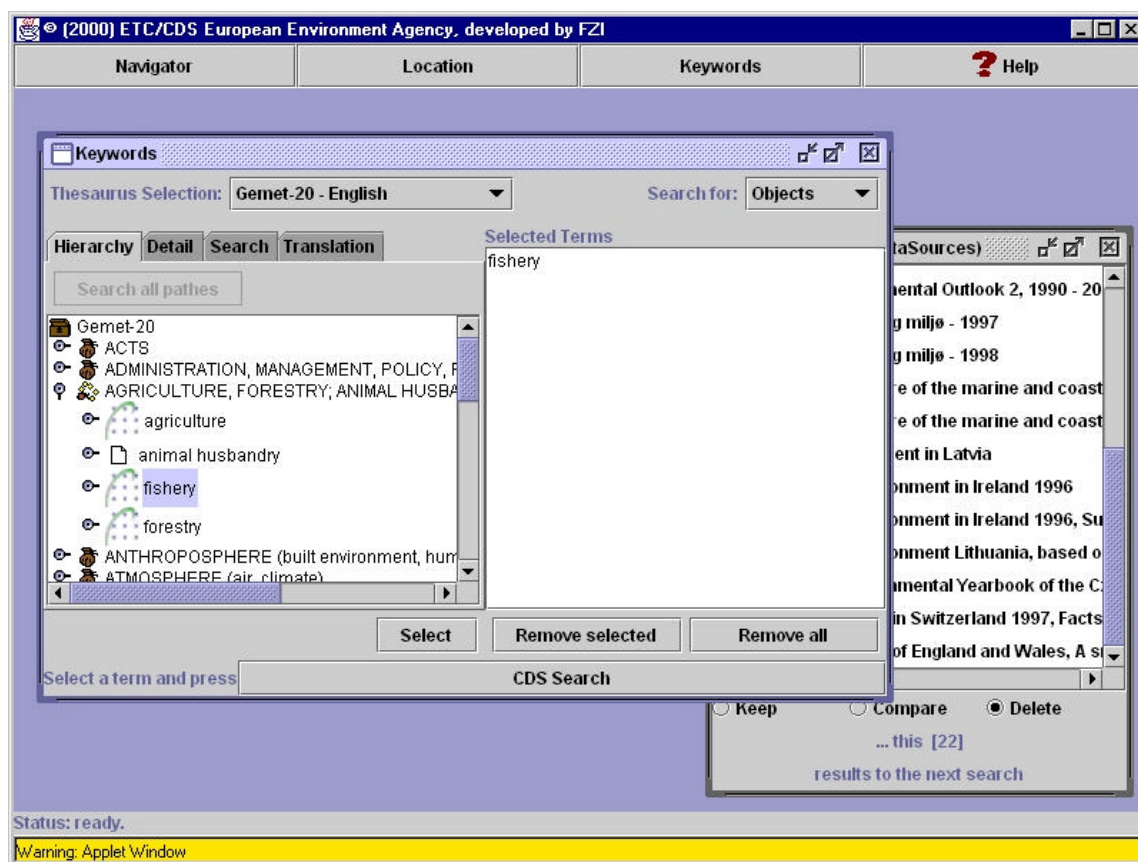 © (2000) ETC/CDS European Environment Agency, developed by FZI
Navigator
Location
Keywords
? Help
Keywords
Thesaurus Selection:
Gemet-20 - English
Search for:
Objects
Hierarchy
Detail
Search
Translation
Search all pathes
Gemet-20
ACTS
ADMINISTRATION, MANAGEMENT, POLICY, F
AGRICULTURE, FORESTRY; ANIMAL HUSBA
agriculture
animal husbandry
fishery
forestry
ANTHROPOSPHERE (built environment, hum
ATMOSPHERE (air, climate)
Selected Terms
fishery
Select
Remove selected
Remove all
Select a term and press
CDS Search
taSources)
nental Outlook 2, 1990 - 20
g miljø - 1997
g miljø - 1998
e of the marine and coast
e of the marine and coast
ent in Latvia
onment in Ireland 1996
onment in Ireland 1996, Su
onment Lithuania, based o
nmental Yearbook of the C
in Switzerland 1997, Facts
of England and Wales, A
Keep
Compare
Delete
... this [22]
results to the next search
Status: ready.
Warning: Applet Window